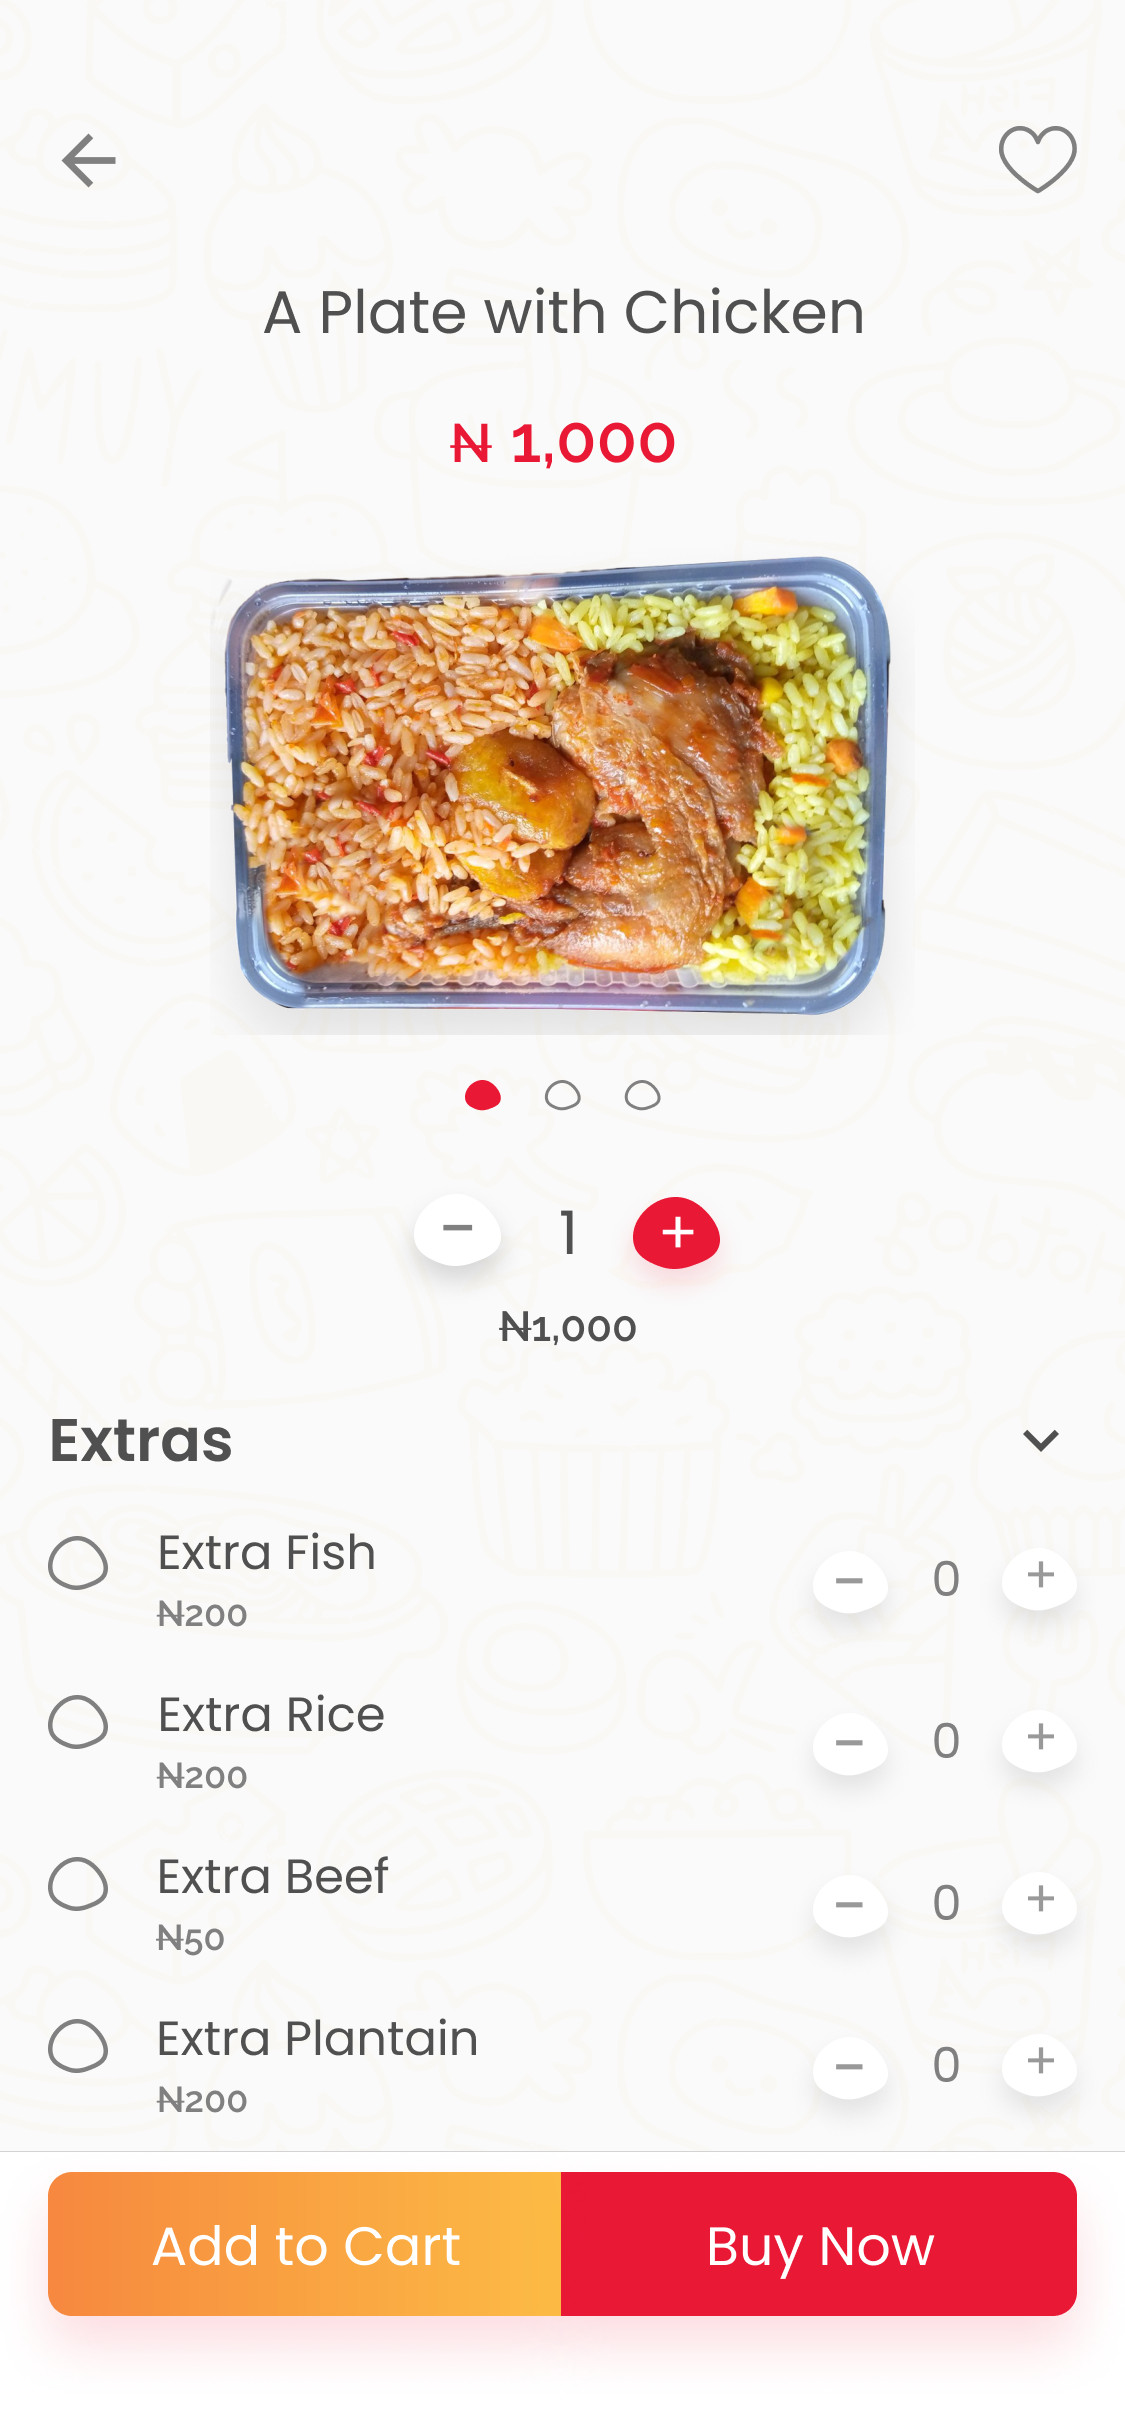 A Plate with Chicken
₦ 1,000
1
₦1,000
Extras
Extra Fish
₦200
0
Extra Rice
₦200
0
Extra Beef
₦50
0
Extra Plantain
₦200
0
Add to Cart
Buy Now